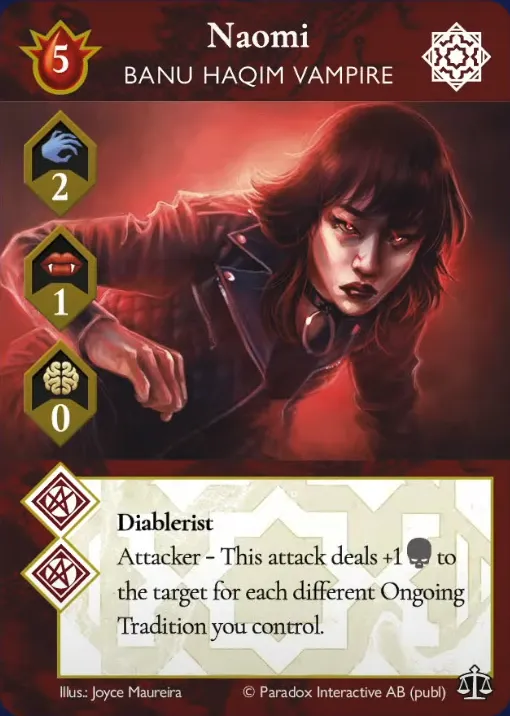 5
Naomi
BANU HAQIM VAMPIRE
2
1
0
Diablerist
Attacker - This attack deals +1 to
the target for each different Ongoing
Tradition you control.
Illus.: Joyce Maureira © Paradox Interactive AB (publ)